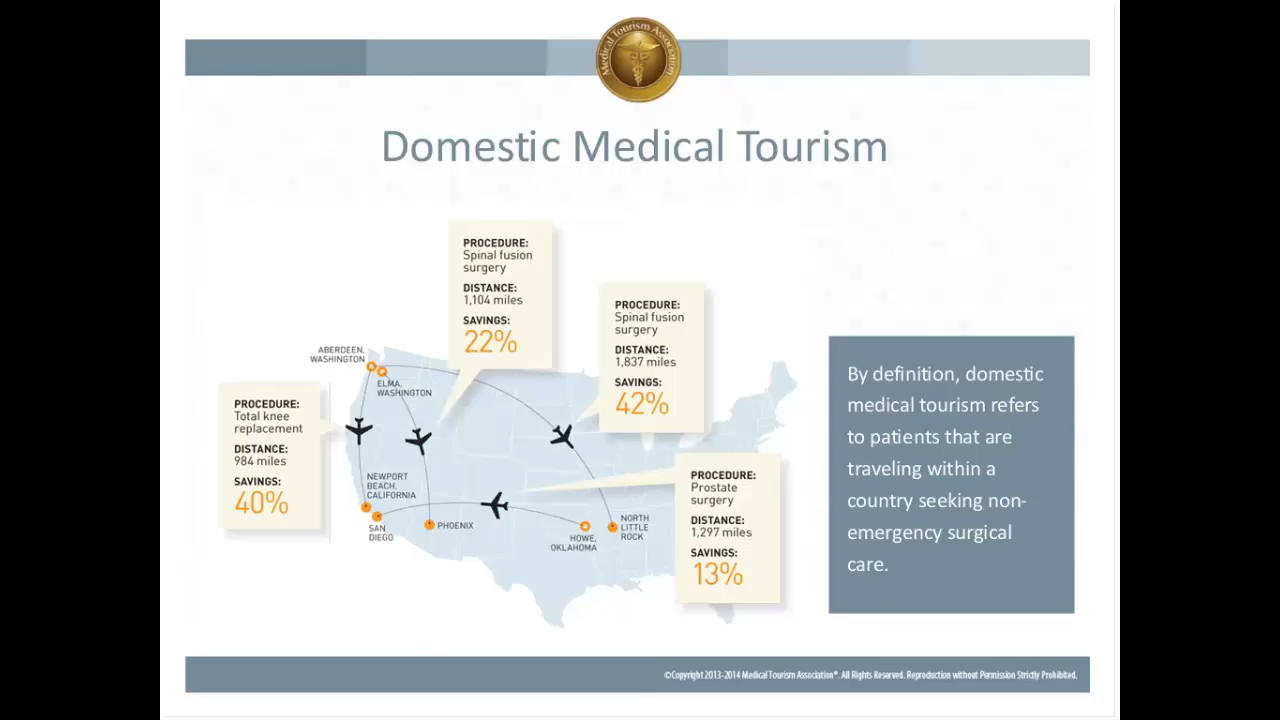 Medical Tourism Association
Domestic Medical Tourism
PROCEDURE:
Spinal fusion
surgery
DISTANCE:
1,104 miles
SAVINGS:
22%
PROCEDURE:
Spinal fusion
surgery
DISTANCE:
1,837 miles
SAVINGS:
42%
ABERDEEN,
WASHINGTON
ELMA,
WASHINGTON
PROCEDURE:
Total knee
replacement
DISTANCE:
984 miles
SAVINGS:
40%
NEWPORT
BEACH,
CALIFORNIA
SAN
DIEGO
PHOENIX
HOWE,
OKLAHOMA
NORTH
LITTLE
ROCK
PROCEDURE:
Prostate
surgery
DISTANCE:
1,297 miles
SAVINGS:
13%
By definition, domestic
medical tourism refers
to patients that are
traveling within a
country seeking non-
emergency surgical
care.
©Copyright 2013-2014 Medical Tourism Association®. All Rights Reserved. Reproduction without Permission Strictly Prohibited.